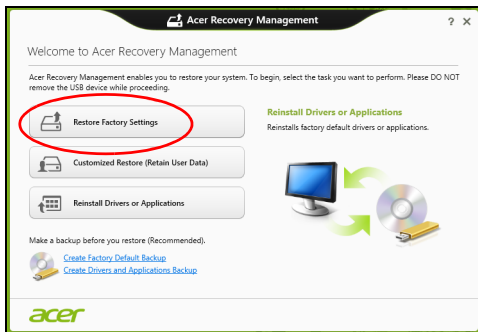 Acer Recovery Management
? X
Welcome to Acer Recovery Management
Acer Recovery Management enables you to restore your system. To begin, select the task you want to perform. Please DO NOT
remove the USB device while proceeding.
Restore Factory Settings
Customized Restore (Retain User Data)
Reinstall Drivers or Applications
Reinstall Drivers or Applications
Reinstalls factory default drivers or applications.
Make a backup before you restore (Recommended).
Create Factory Default Backup
Create Drivers and Applications Backup
acer